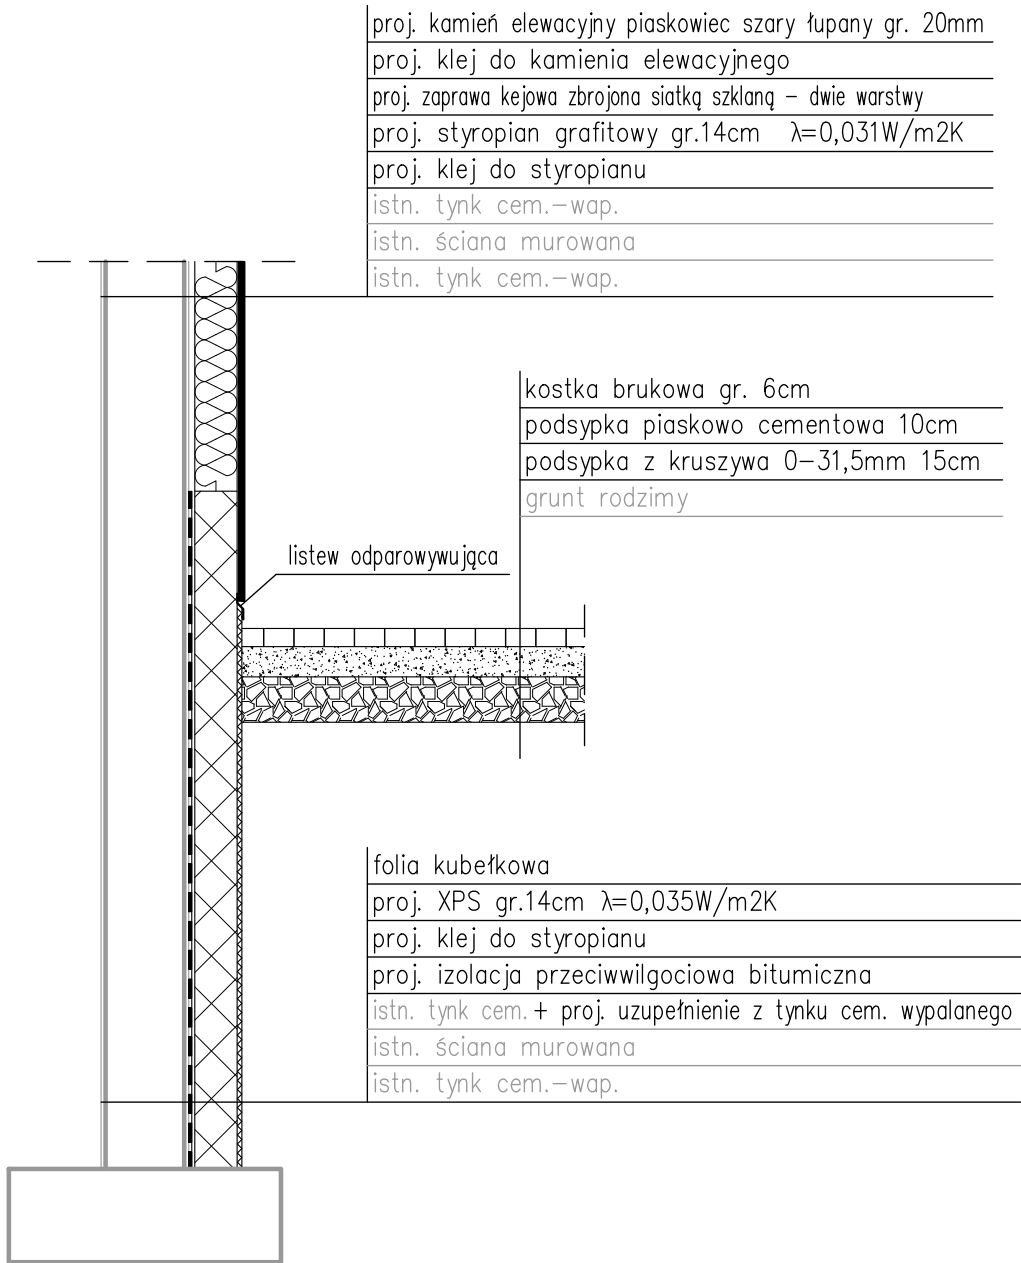 proj. kamień elewacyjny piaskowiec szary łupany gr. 20mm
proj. klej do kamienia elewacyjnego
proj. zaprawa kejowa zbrojona siatką szklaną – dwie warstwy
proj. styropian grafitowy gr.14cm λ=0,031W/m2K
proj. klej do styropianu
istn. tynk cem.–wap.
istn. ściana murowana
istn. tynk cem.–wap.
kostka brukowa gr. 6cm
podsypka piaskowo cementowa 10cm
podsypka z kruszywa 0–31,5mm 15cm
grunt rodzimy
listew odparowywująca
folia kubełkowa
proj. XPS gr.14cm λ=0,035W/m2K
proj. klej do styropianu
proj. izolacja przeciwwilgociowa bitumiczna
istn. tynk cem. + proj. uzupełnienie z tynku cem. wypalanego
istn. ściana murowana
istn. tynk cem.–wap.